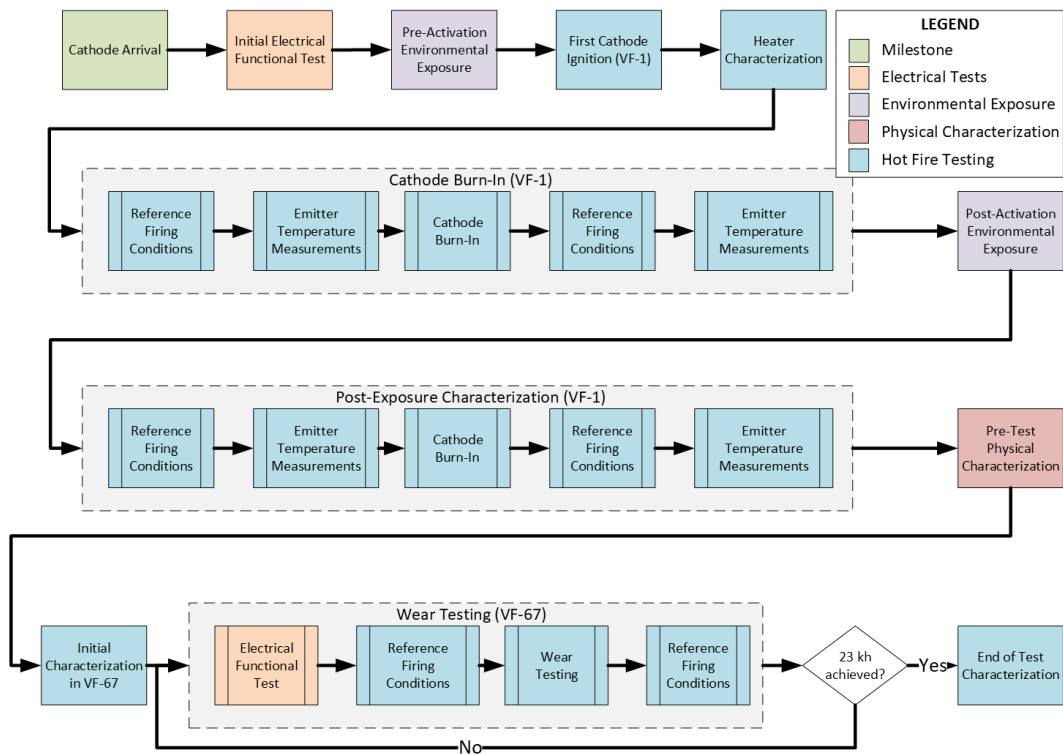 Cathode Arrival
Initial Electrical
Functional Test
Pre-Activation
Environmental
Exposure
First Cathode
Ignition (VF-1)
Heater
Characterization
LEGEND
Milestone
Electrical Tests
Environmental Exposure
Physical Characterization
Hot Fire Testing
Cathode Burn-In (VF-1)
Reference
Firing
Conditions
Emitter
Temperature
Measurements
Cathode
Burn-In
Reference
Firing
Conditions
Emitter
Temperature
Measurements
Post-Activation
Environmental
Exposure
Post-Exposure Characterization (VF-1)
Reference
Firing
Conditions
Emitter
Temperature
Measurements
Cathode
Burn-In
Reference
Firing
Conditions
Emitter
Temperature
Measurements
Pre-Test
Physical
Characterization
Initial
Characterization
in VF-67
Wear Testing (VF-67)
Electrical
Functional
Test
Reference
Firing
Conditions
Wear
Testing
Reference
Firing
Conditions
23 kh
achieved?
Yes
End of Test
Characterization
No